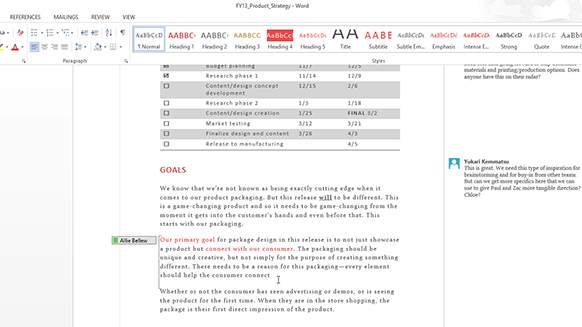 FY13_Product_Strategy - Word
REFERENCES MAILINGS REVIEW VIEW
AaBbCcD AABBC AABBCC AABBCC AaBbCcI AaBbCcD AA AABB AaBbCcDc AaBbCcDc AaBbCcDc AaBbCcD AaBbCcDc
¶ Normal Heading 1 Heading 2 Heading 3 Heading 4 Heading 5 Title Subtitle Subtle Em... Emphasis Intense E... Strong Quote Intense
Paragraph Styles
Budget planning 11/7 12/5
Research phase 1 11/14 12/9
Content/design concept development 12/15 2/6
Research phase 2 1/5 1/18
Content/design creation 1/25 FINAL 3/2
Market testing 3/12 3/21
Finalize design and content 3/26 4/3
Release to manufacturing 4/5
GOALS
We know that we're not known as being exactly cutting edge when it
comes to our product packaging. But this release will to be different. This
is a game-changing product and so it needs to be game-changing from the
moment it gets into the customer's hands and even before that. This
starts with our packaging.
Allie Bellew
Our primary goal for package design in this release is to not just showcase
a product but connect with our consumer. The packaging should be
unique and creative, but not simply for the purpose of creating something
different. There needs to be a reason for this packaging—every element
should help the consumer connect
Whether or not the consumer has seen advertising or demos, or is seeing
the product for the first time. When they are in the store shopping, the
package is their first direct impression of the product.
materials and printing/production options. Does
anyone have this on their radar?
Yukari Kemmatsu
This is great. We need this type of inspiration for
brainstorming and for buy-in from other teams.
But can we get more specifics here that we can
use to give Paul and Zac more tangible direction?
Chloe?